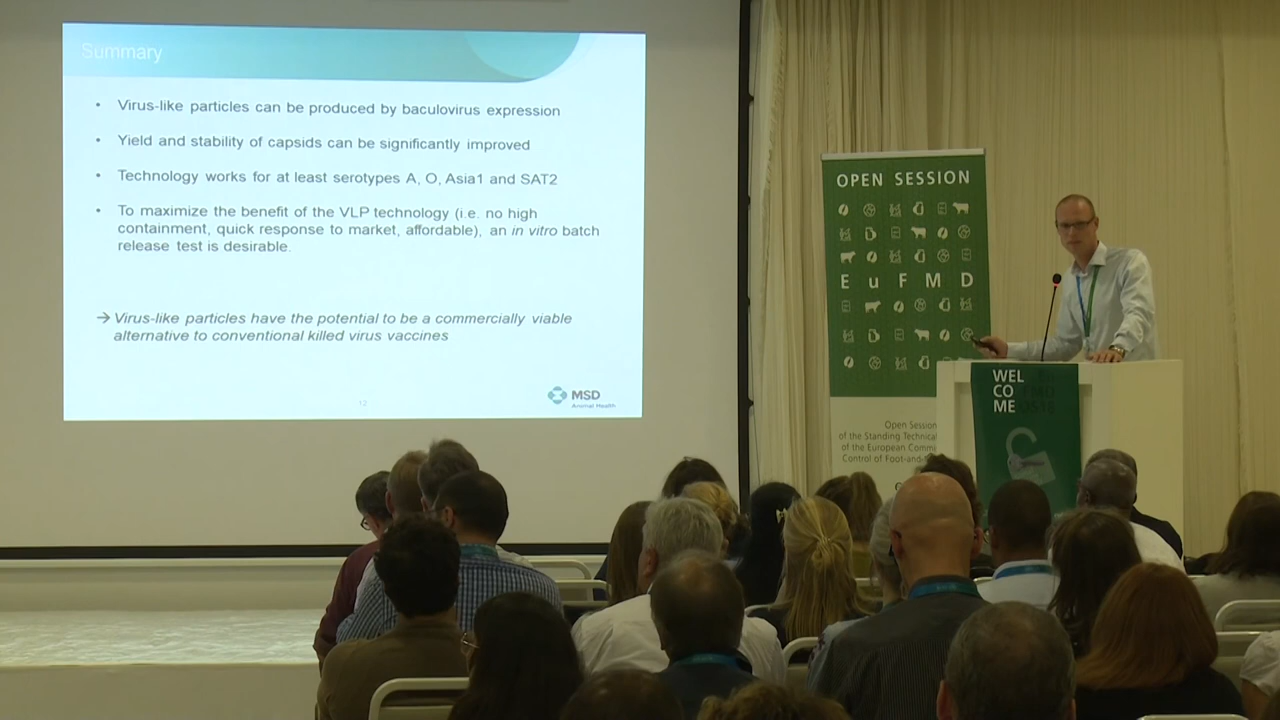 Summary
• Virus-like particles can be produced by baculovirus expression
• Yield and stability of capsids can be significantly improved
• Technology works for at least serotypes A, O, Asia1 and SAT2
• To maximize the benefit of the VLP technology (i.e. no high
containment, quick response to market, affordable), an in vitro batch
release test is desirable.
→ Virus-like particles have the potential to be a commercially viable
alternative to conventional killed virus vaccines
12
MSD
Animal Health
OPEN SESSION
EuFMD
Open Session
of the Standing Technical
of the European Comm
Control of Foot-and-
WEL
CO
ME